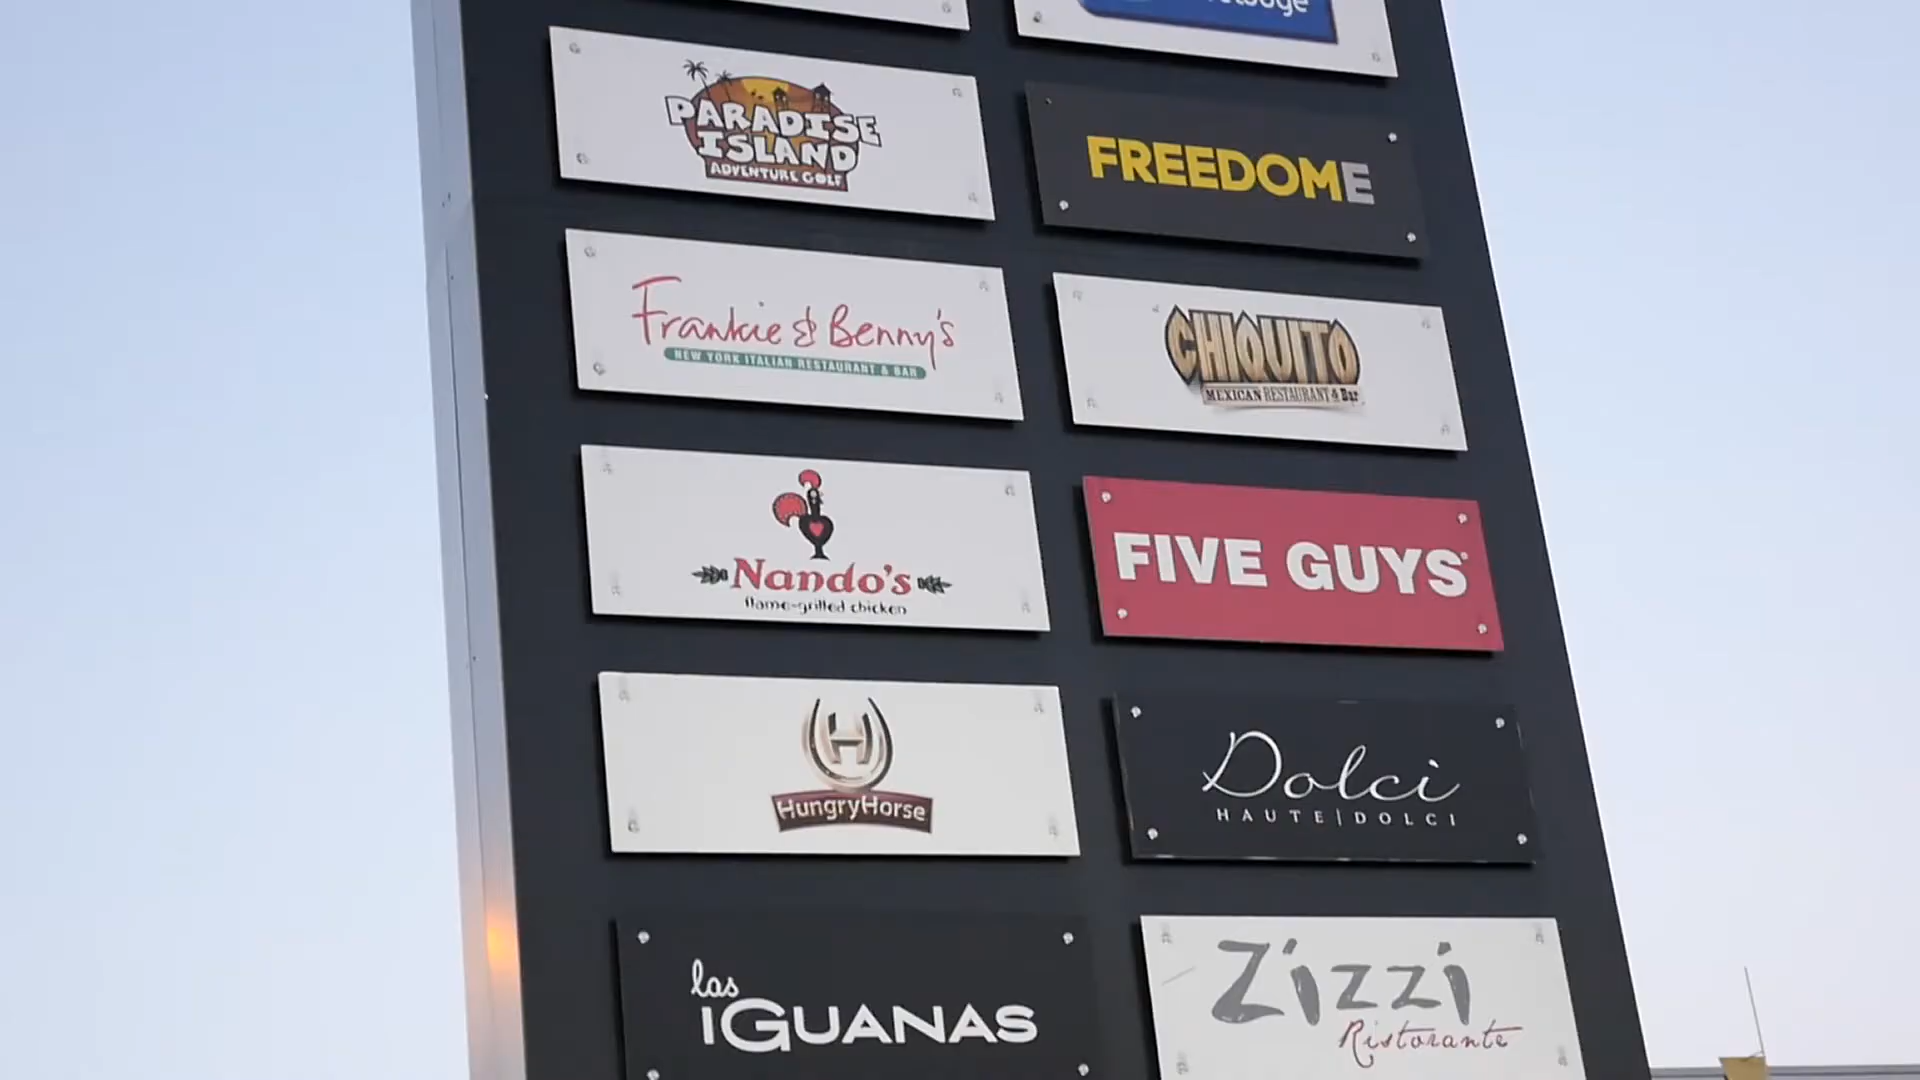 PARADISE
ISLAND
ADVENTURE GOLF
FREEDOME
Frankie & Benny's
NEW YORK ITALIAN RESTAURANT & BAR
CHIQUITO
MEXICAN RESTAURANT & Bar
Nando's
flame-grilled chicken
FIVE GUYS
HungryHorse
Dolci
HAUTE | DOLCI
las
IGUANAS
Zizzi
Ristorante